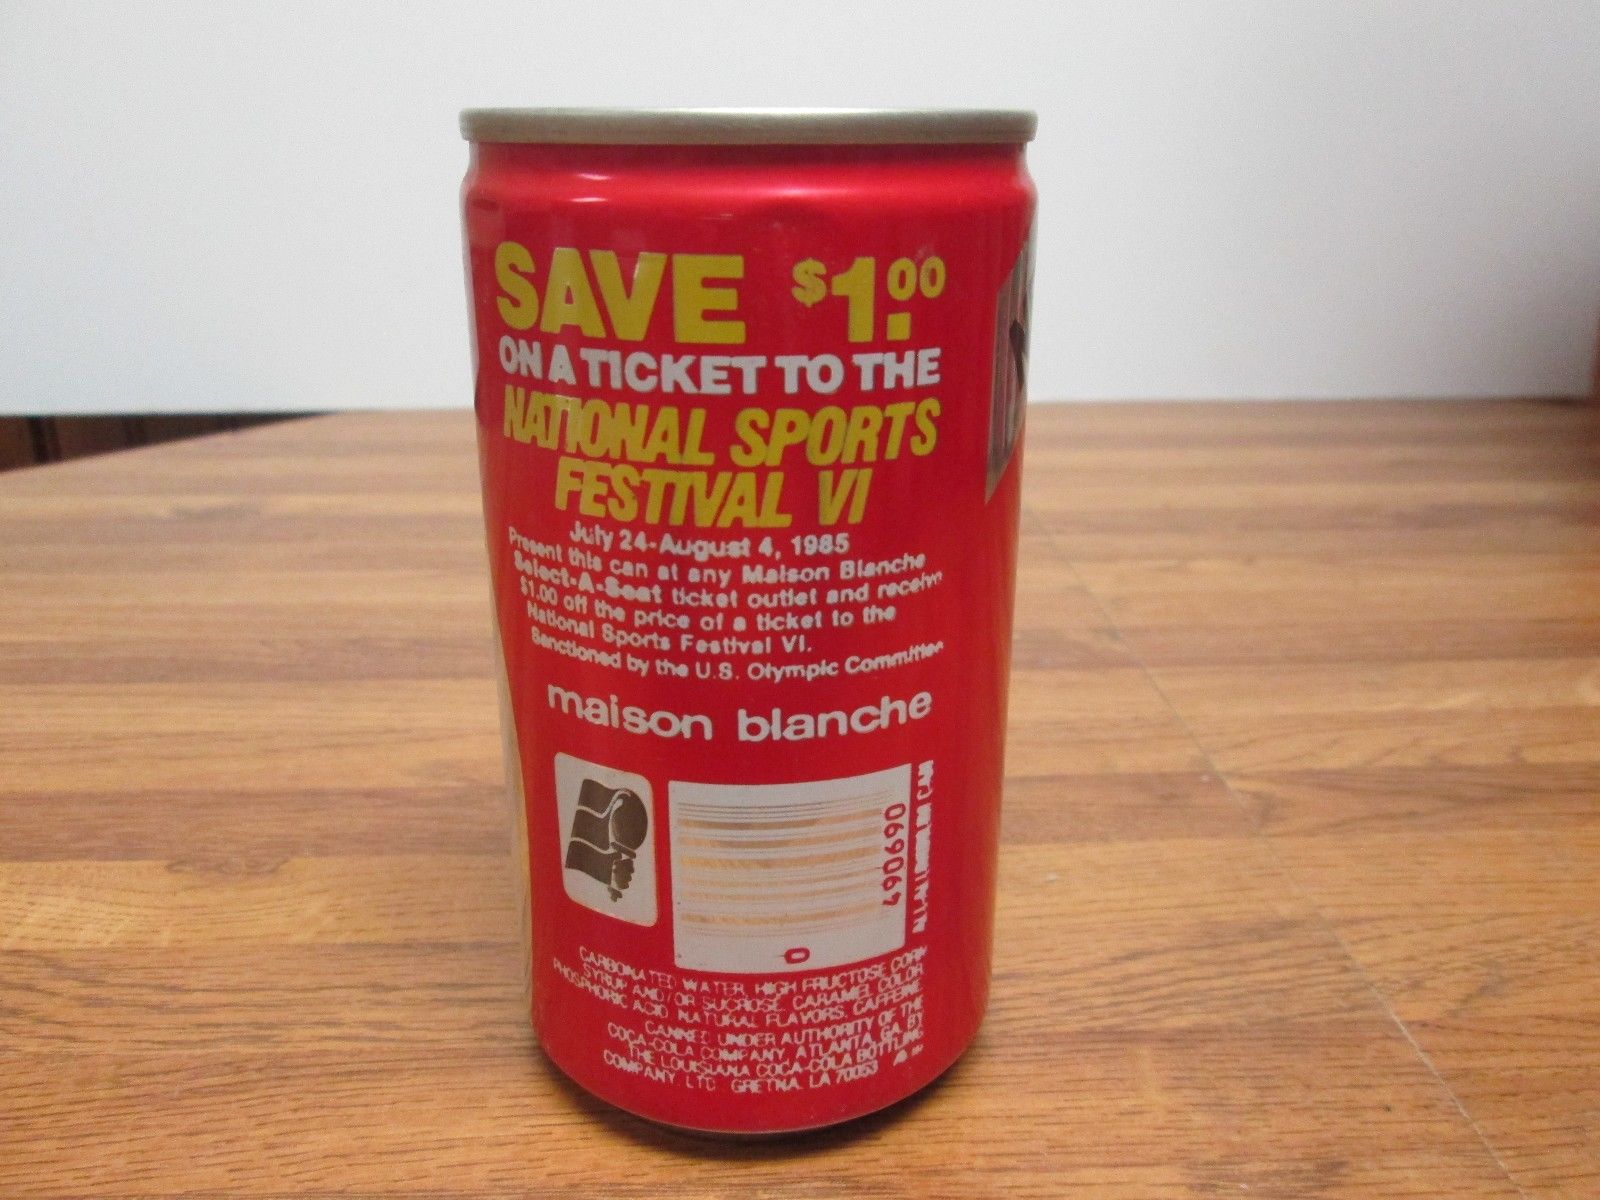 SAVE $1.00
ON A TICKET TO THE
NATIONAL SPORTS
FESTIVAL VI
July 24-August 4, 1985
Present this can at any Maison Blanche
Select-A-Seat ticket outlet and receive
$1.00 off the price of a ticket to the
National Sports Festival VI.
Sanctioned by the U.S. Olympic Committee
maison blanche
069064
0
ALL ALUMINUM CAN
CARBONATED WATER, HIGH FRUCTOSE CORN
SYRUP AND/OR SUCROSE, CARAMEL COLOR
PHOSPHORIC ACID NATURAL FLAVORS, CAFFEINE
CANNED UNDER AUTHORITY OF THE
COCA-COLA COMPANY, ATLANTA, GA. BY
THE LOUISIANA COCA-COLA BOTTLING
COMPANY, LTD GRETNA, LA 70053